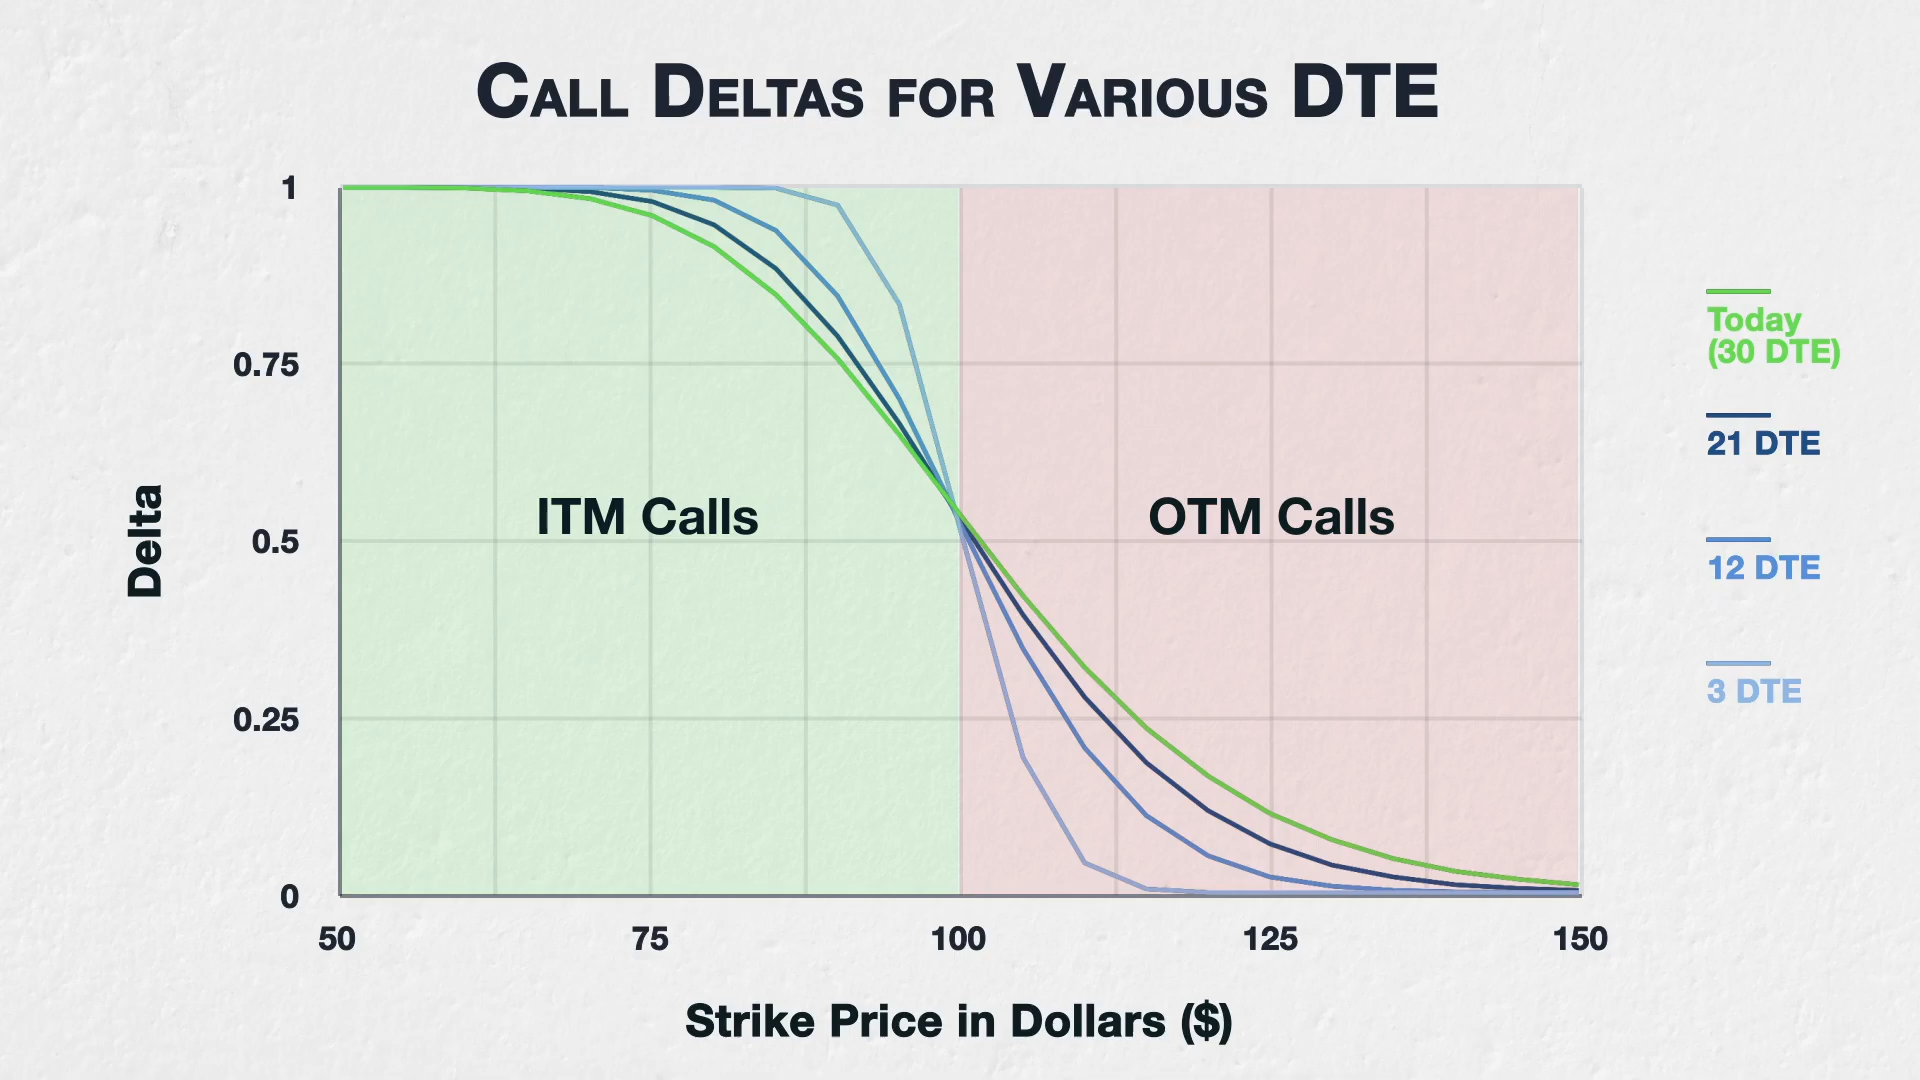 Call Deltas for Various DTE
1
0.75
0.5
0.25
0
Delta
ITM Calls
OTM Calls
50
75
100
125
150
Strike Price in Dollars ($)
Today
(30 DTE)
21 DTE
12 DTE
3 DTE